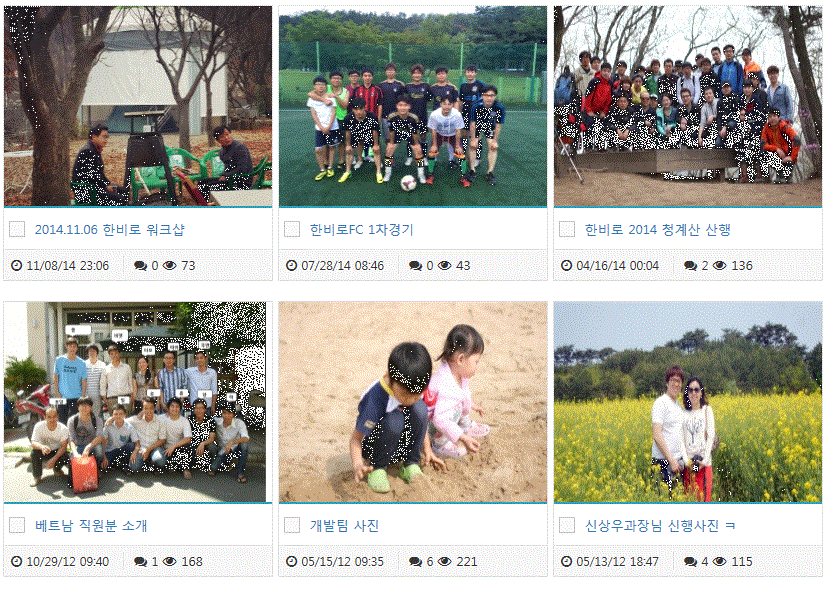 2014.11.06 한비로 워크샵
11/08/14 23:06 0 73
한비로FC 1차경기
07/28/14 08:46 0 43
한비로 2014 청계산 산행
04/16/14 00:04 2 136
베트남 직원분 소개
10/29/12 09:40 1 168
개발팀 사진
05/15/12 09:35 6 221
신상우과장님 신행사진 ㅋ
05/13/12 18:47 4 115